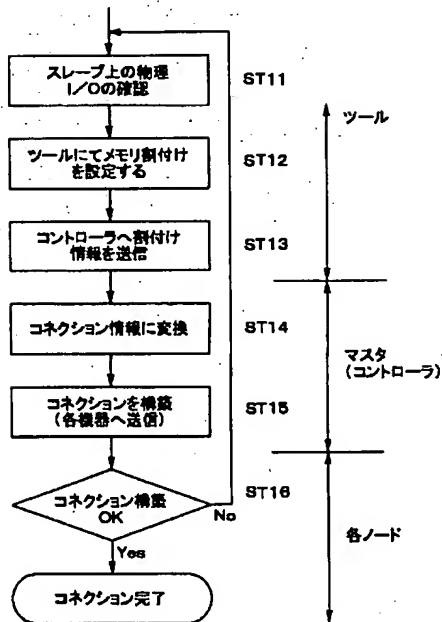 スレーブ上の物理
I/Oの確認
ST11
ツール
ツールにてメモリ割付け
を設定する
ST12
コントローラへ割付け
情報を送信
ST13
コネクション情報に変換
ST14
マスタ
(コントローラ)
コネクションを構築
(各機器へ送信)
ST15
コネクション構築
OK
ST16
No
Yes
各ノード
コネクション完了